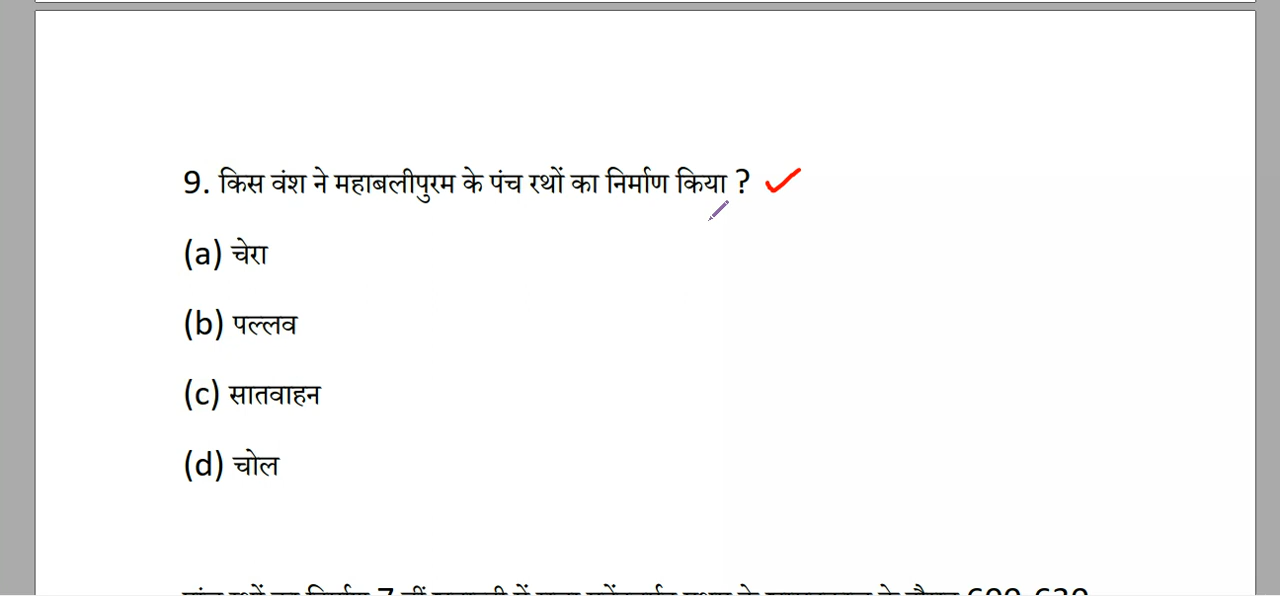 9. किस वंश ने महाबलीपुरम के पंच रथों का निर्माण किया ?
(a) चेरा
(b) पल्लव
(c) सातवाहन
(d) चोल